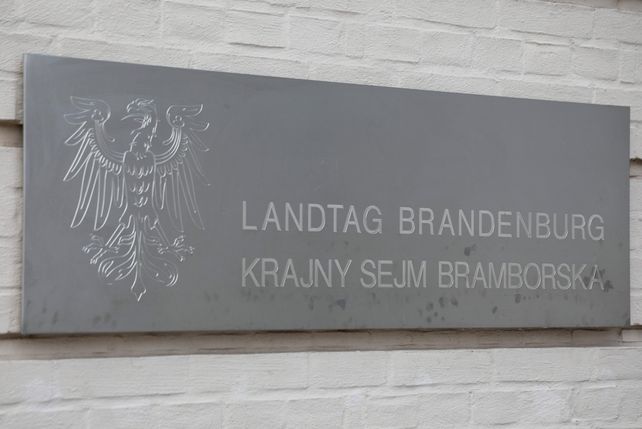 LANDTAG BRANDENBURG
KRAJNY SEJM BRAMBORSKA